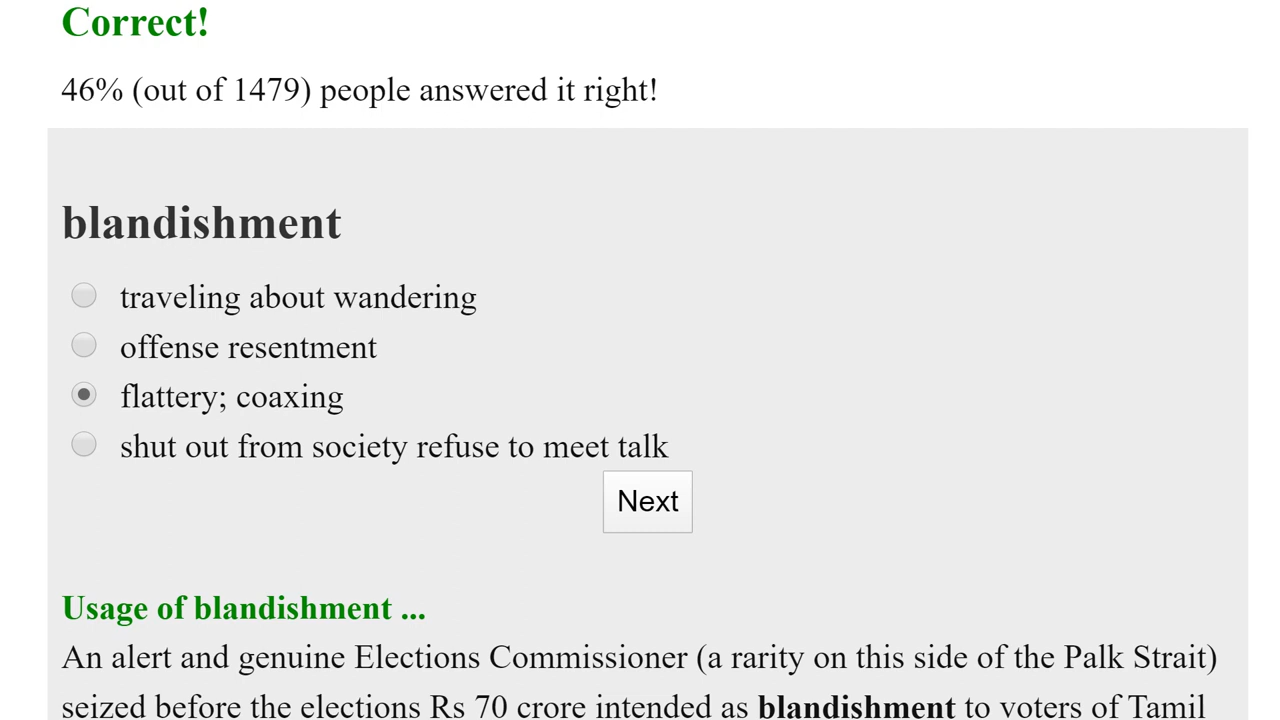 Correct!
46% (out of 1479) people answered it right!
blandishment
traveling about wandering
offense resentment
flattery; coaxing
shut out from society refuse to meet talk
Next
Usage of blandishment ...
An alert and genuine Elections Commissioner (a rarity on this side of the Palk Strait)
seized before the elections Rs 70 crore intended as blandishment to voters of Tamil